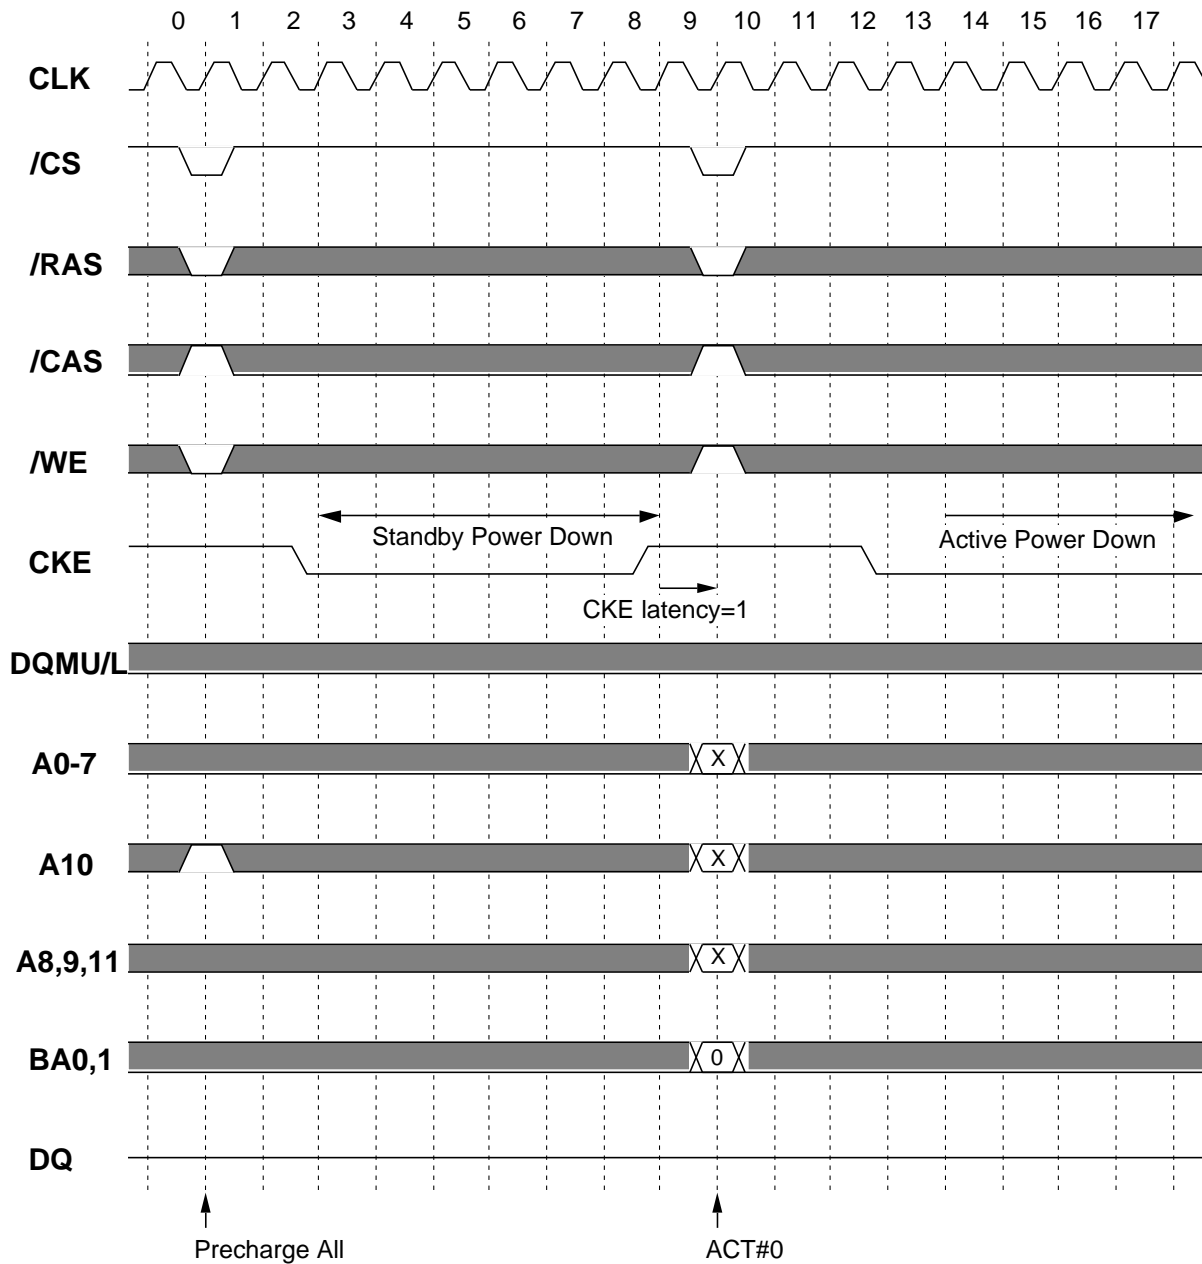 0 1 2 3 4 5 6 7 8 9 10 11 12 13 14 15 16 17
CLK
/CS
/RAS
/CAS
/WE
Standby Power Down
Active Power Down
CKE
CKE latency=1
DQMU/L
A0-7 X
A10 X
A8,9,11 X
BA0,1 0
DQ
Precharge All ACT#0